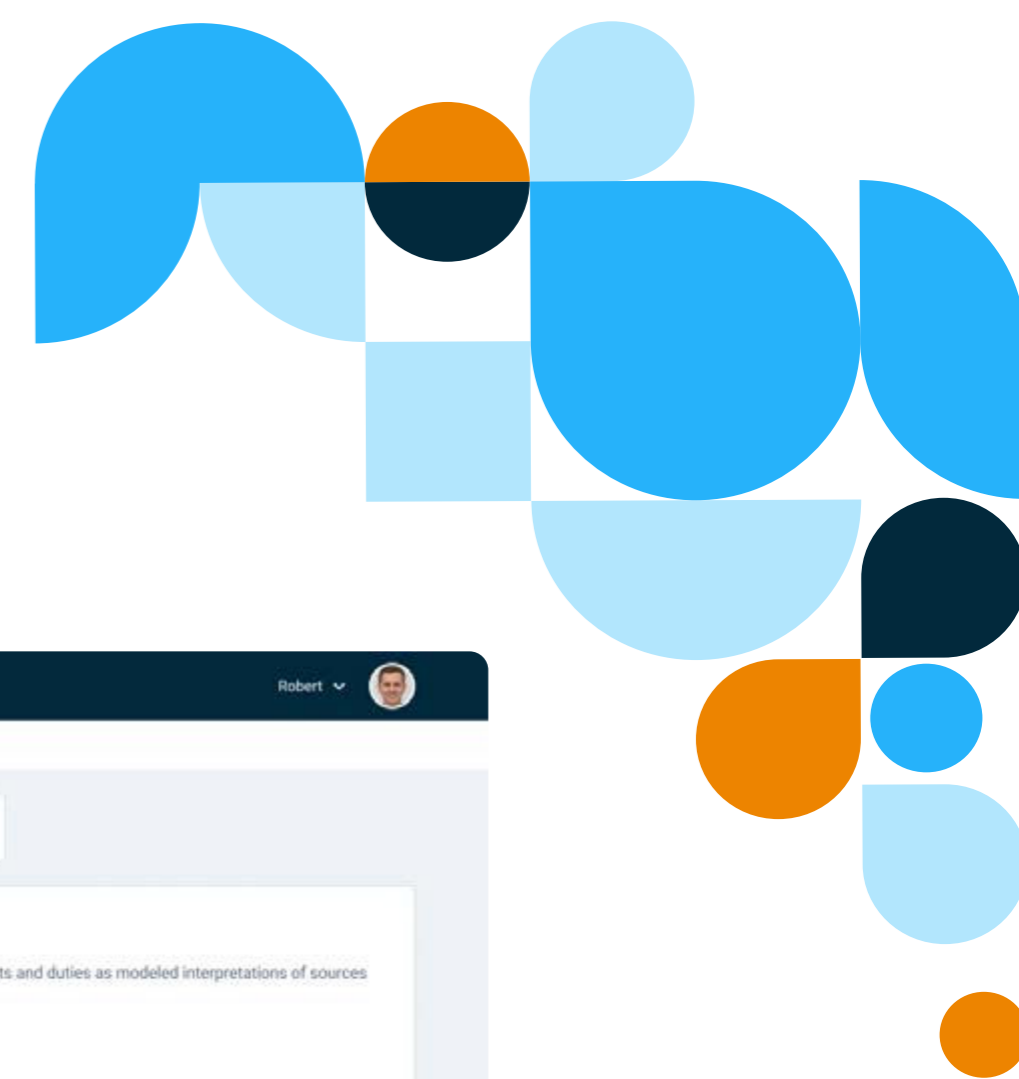 Robert
ts and duties as modeled interpretations of sources